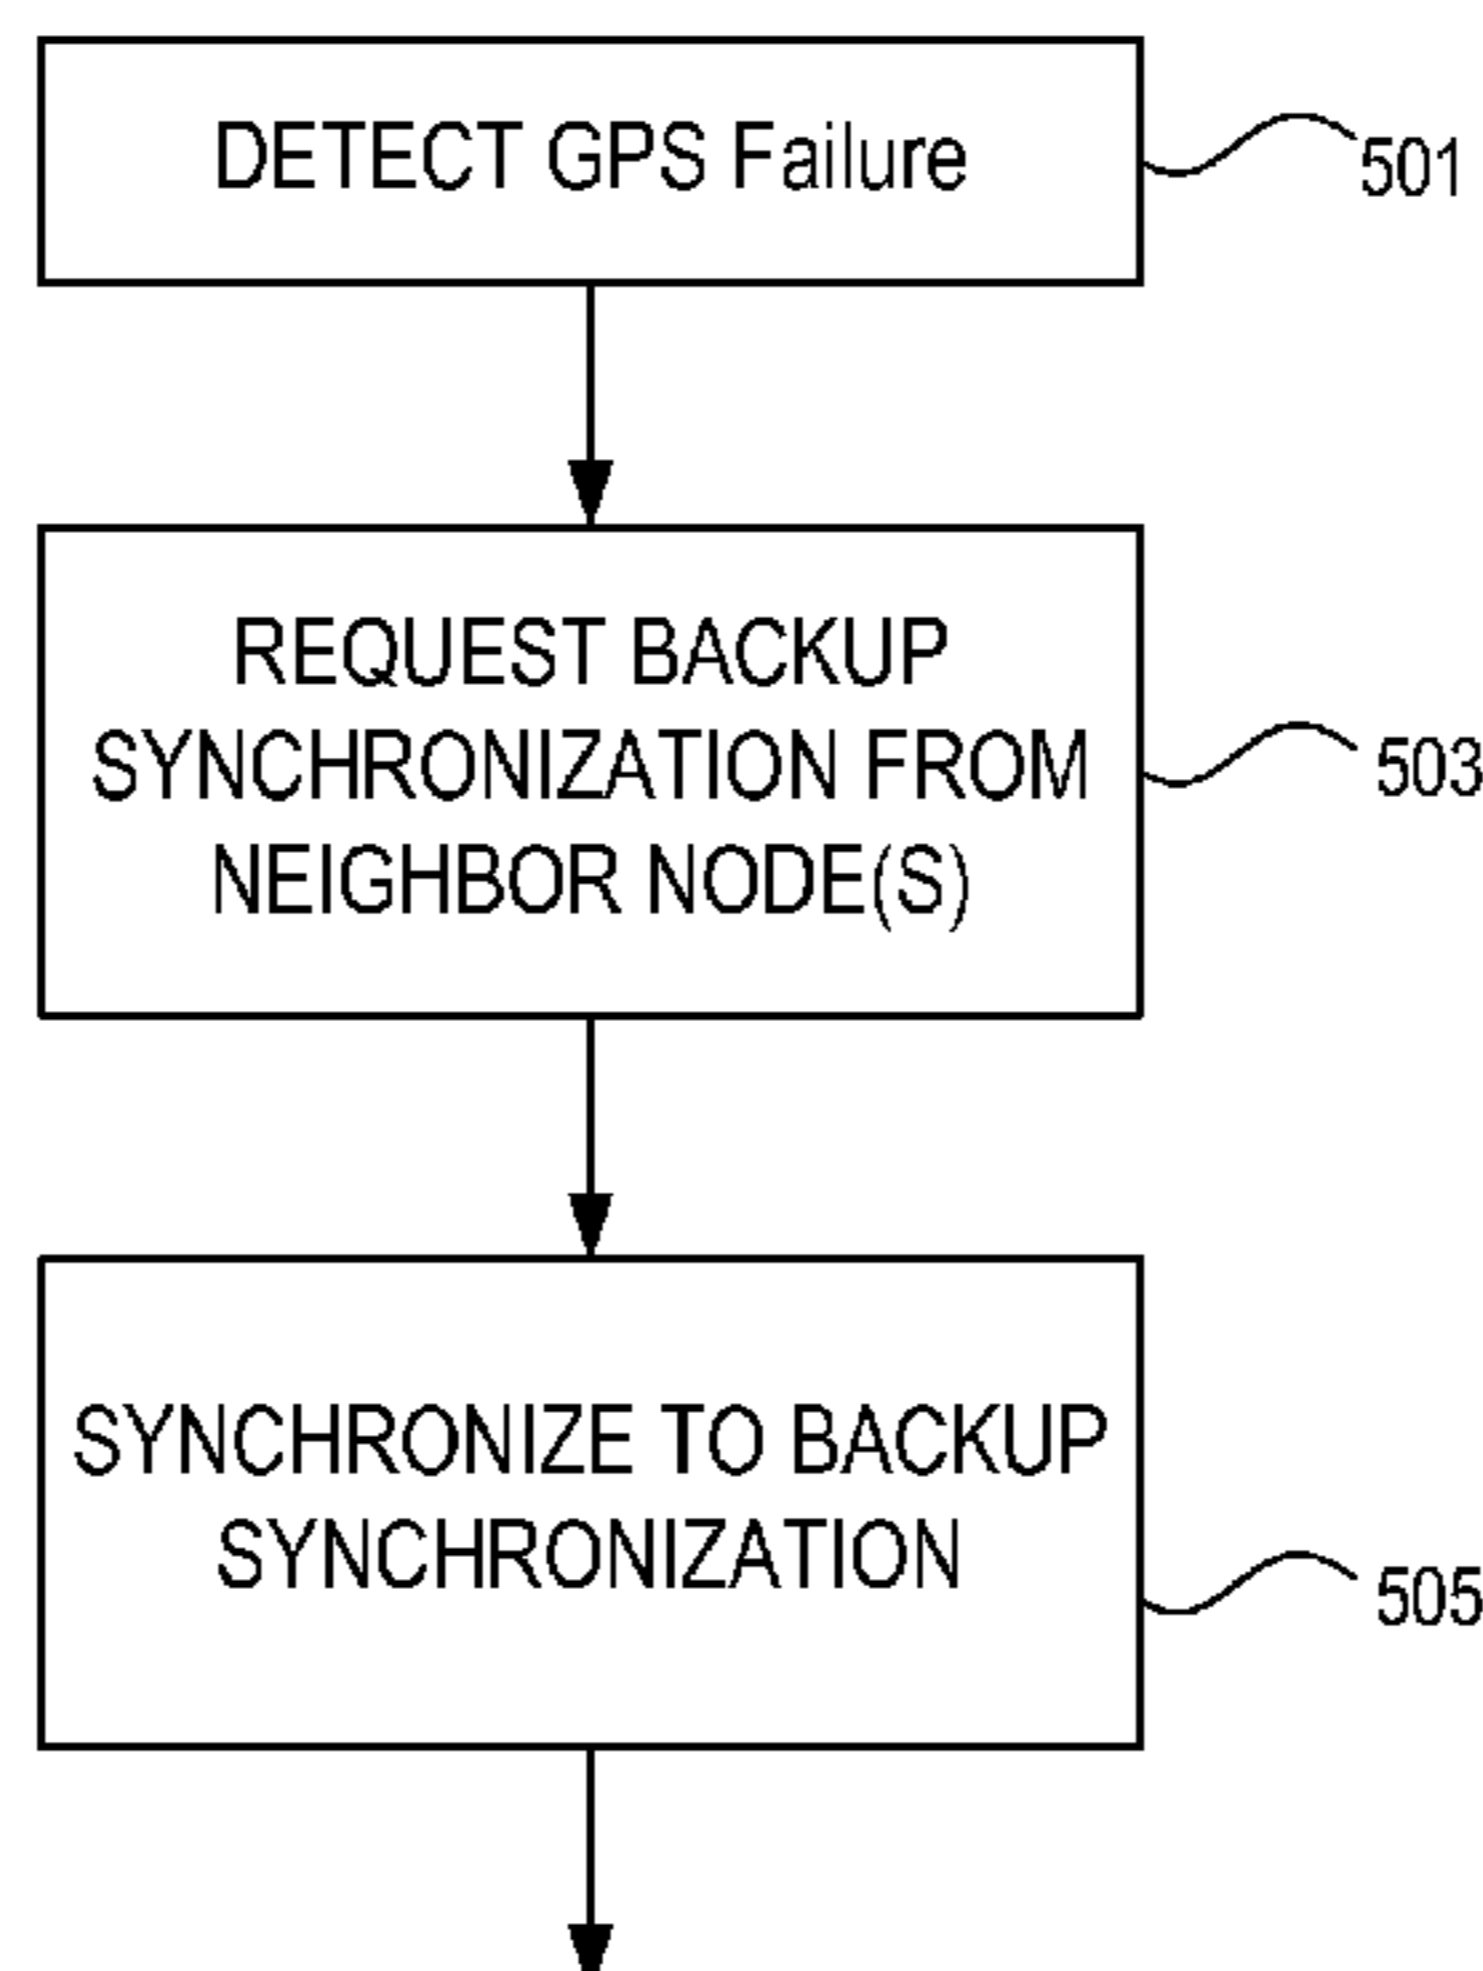 DETECT GPS Failure
501
REQUEST BACKUP
SYNCHRONIZATION FROM
NEIGHBOR NODE(S)
503
SYNCHRONIZE TO BACKUP
SYNCHRONIZATION
505